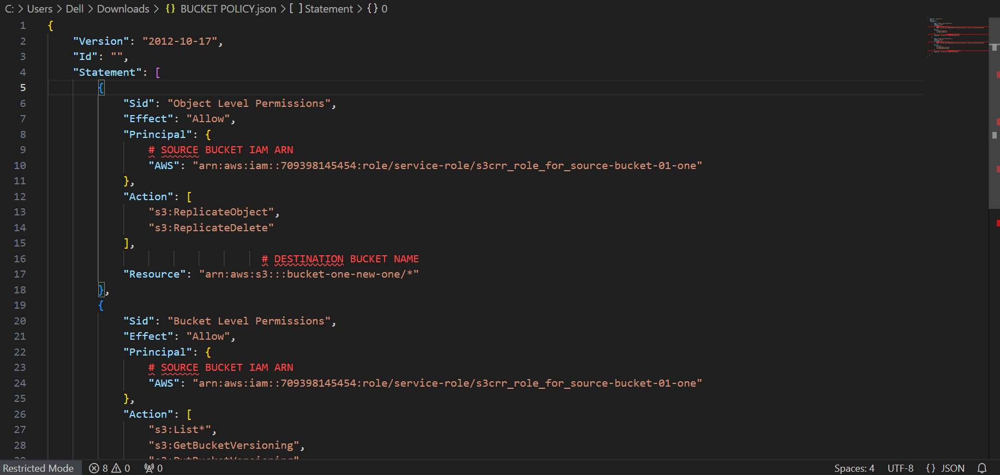 C: > Users > Dell > Downloads > {} BUCKET POLICY.json > [ ] Statement > {} 0
1 {
2 "Version": "2012-10-17",
3 "Id": "",
4 "Statement": [
5 {
6 "Sid": "Object Level Permissions",
7 "Effect": "Allow",
8 "Principal": {
9 # SOURCE BUCKET IAM ARN
10 "AWS": "arn:aws:iam::709398145454:role/service-role/s3crr_role_for_source-bucket-01-one"
11 },
12 "Action": [
13 "s3:ReplicateObject",
14 "s3:ReplicateDelete"
15 ],
16 # DESTINATION BUCKET NAME
17 "Resource": "arn:aws:s3:::bucket-one-new-one/*"
18 },
19 {
20 "Sid": "Bucket Level Permissions",
21 "Effect": "Allow",
22 "Principal": {
23 # SOURCE BUCKET IAM ARN
24 "AWS": "arn:aws:iam::709398145454:role/service-role/s3crr_role_for_source-bucket-01-one"
25 },
26 "Action": [
27 "s3:List*",
28 "s3:GetBucketVersioning",
Restricted Mode 8 0 0 Spaces: 4 UTF-8 {} JSON